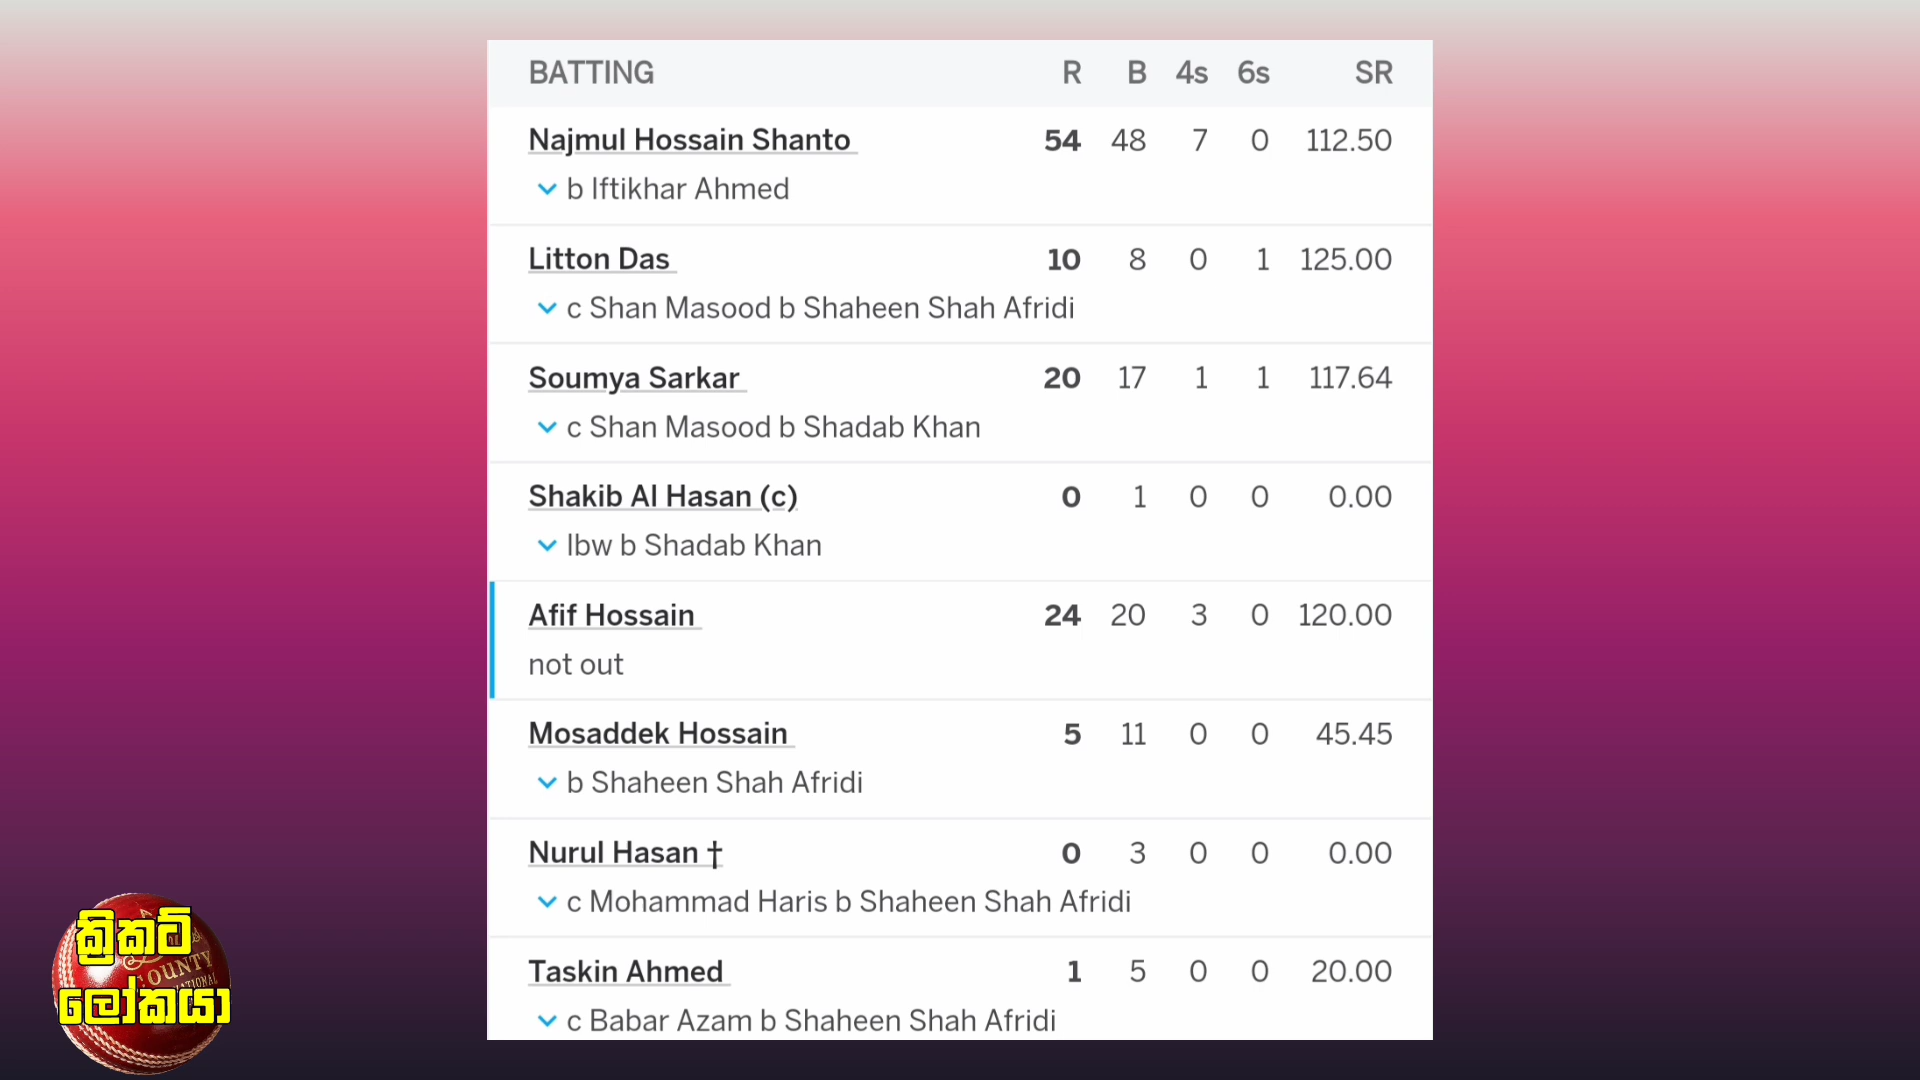 BATTING R B 4s 6s SR
Najmul Hossain Shanto 54 48 7 0 112.50
b Iftikhar Ahmed
Litton Das 10 8 0 1 125.00
c Shan Masood b Shaheen Shah Afridi
Soumya Sarkar 20 17 1 1 117.64
c Shan Masood b Shadab Khan
Shakib Al Hasan (c) 0 1 0 0 0.00
lbw b Shadab Khan
Afif Hossain 24 20 3 0 120.00
not out
Mosaddek Hossain 5 11 0 0 45.45
b Shaheen Shah Afridi
Nurul Hasan † 0 3 0 0 0.00
c Mohammad Haris b Shaheen Shah Afridi
Taskin Ahmed 1 5 0 0 20.00
c Babar Azam b Shaheen Shah Afridi
ක්‍රිකට්
COUNTY
ලෝකයා